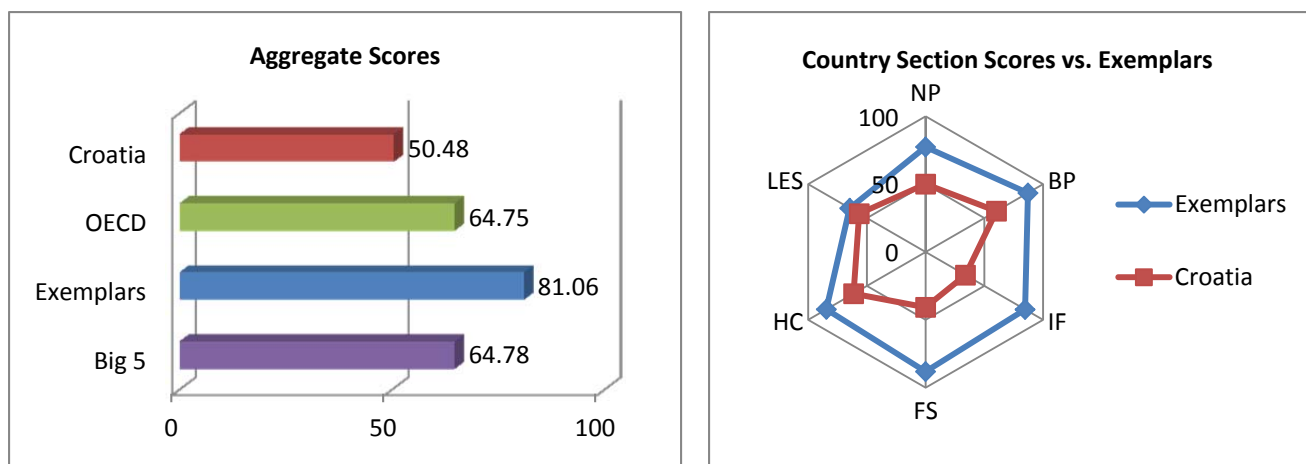 Aggregate Scores
Croatia
50.48
OECD
64.75
Exemplars
81.06
Big 5
64.78
0
50
100
Country Section Scores vs. Exemplars
NP
100
LES
50
BP
0
HC
IF
FS
Exemplars
Croatia